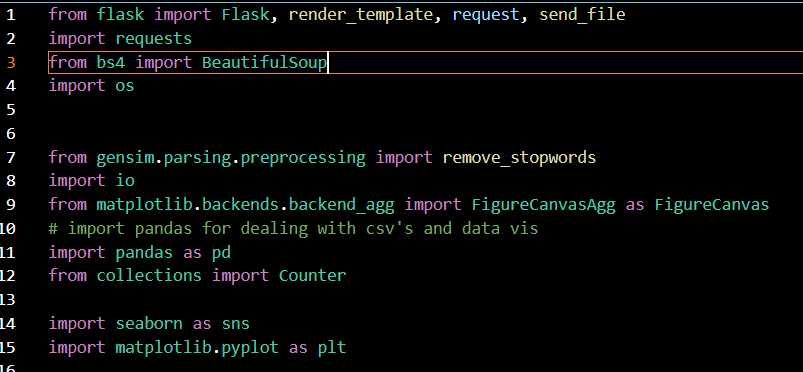 1 from flask import Flask, render_template, request, send_file
2 import requests
3 from bs4 import BeautifulSoup
4 import os
5
6
7 from gensim.parsing.preprocessing import remove_stopwords
8 import io
9 from matplotlib.backends.backend_agg import FigureCanvasAgg as FigureCanvas
10 # import pandas for dealing with csv's and data vis
11 import pandas as pd
12 from collections import Counter
13
14 import seaborn as sns
15 import matplotlib.pyplot as plt
16